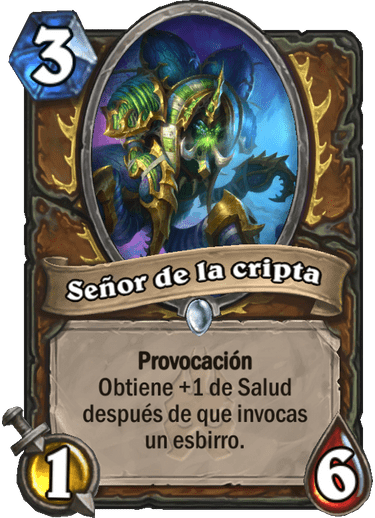 3
Señor de la cripta
Provocación
Obtiene +1 de Salud
después de que invocas
un esbirro.
1
6